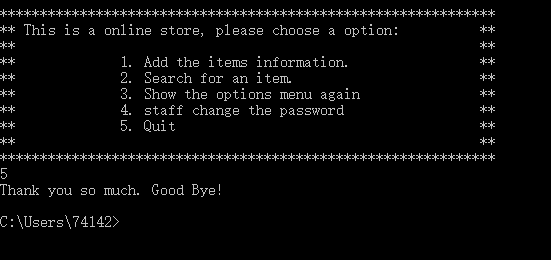 **************************************************************
** This is a online store, please choose a option:          **
**                                                          **
**             1. Add the items information.                **
**             2. Search for an item.                       **
**             3. Show the options menu again               **
**             4. staff change the password                 **
**             5. Quit                                      **
**                                                          **
**************************************************************
5
Thank you so much. Good Bye!
C:\Users\74142>